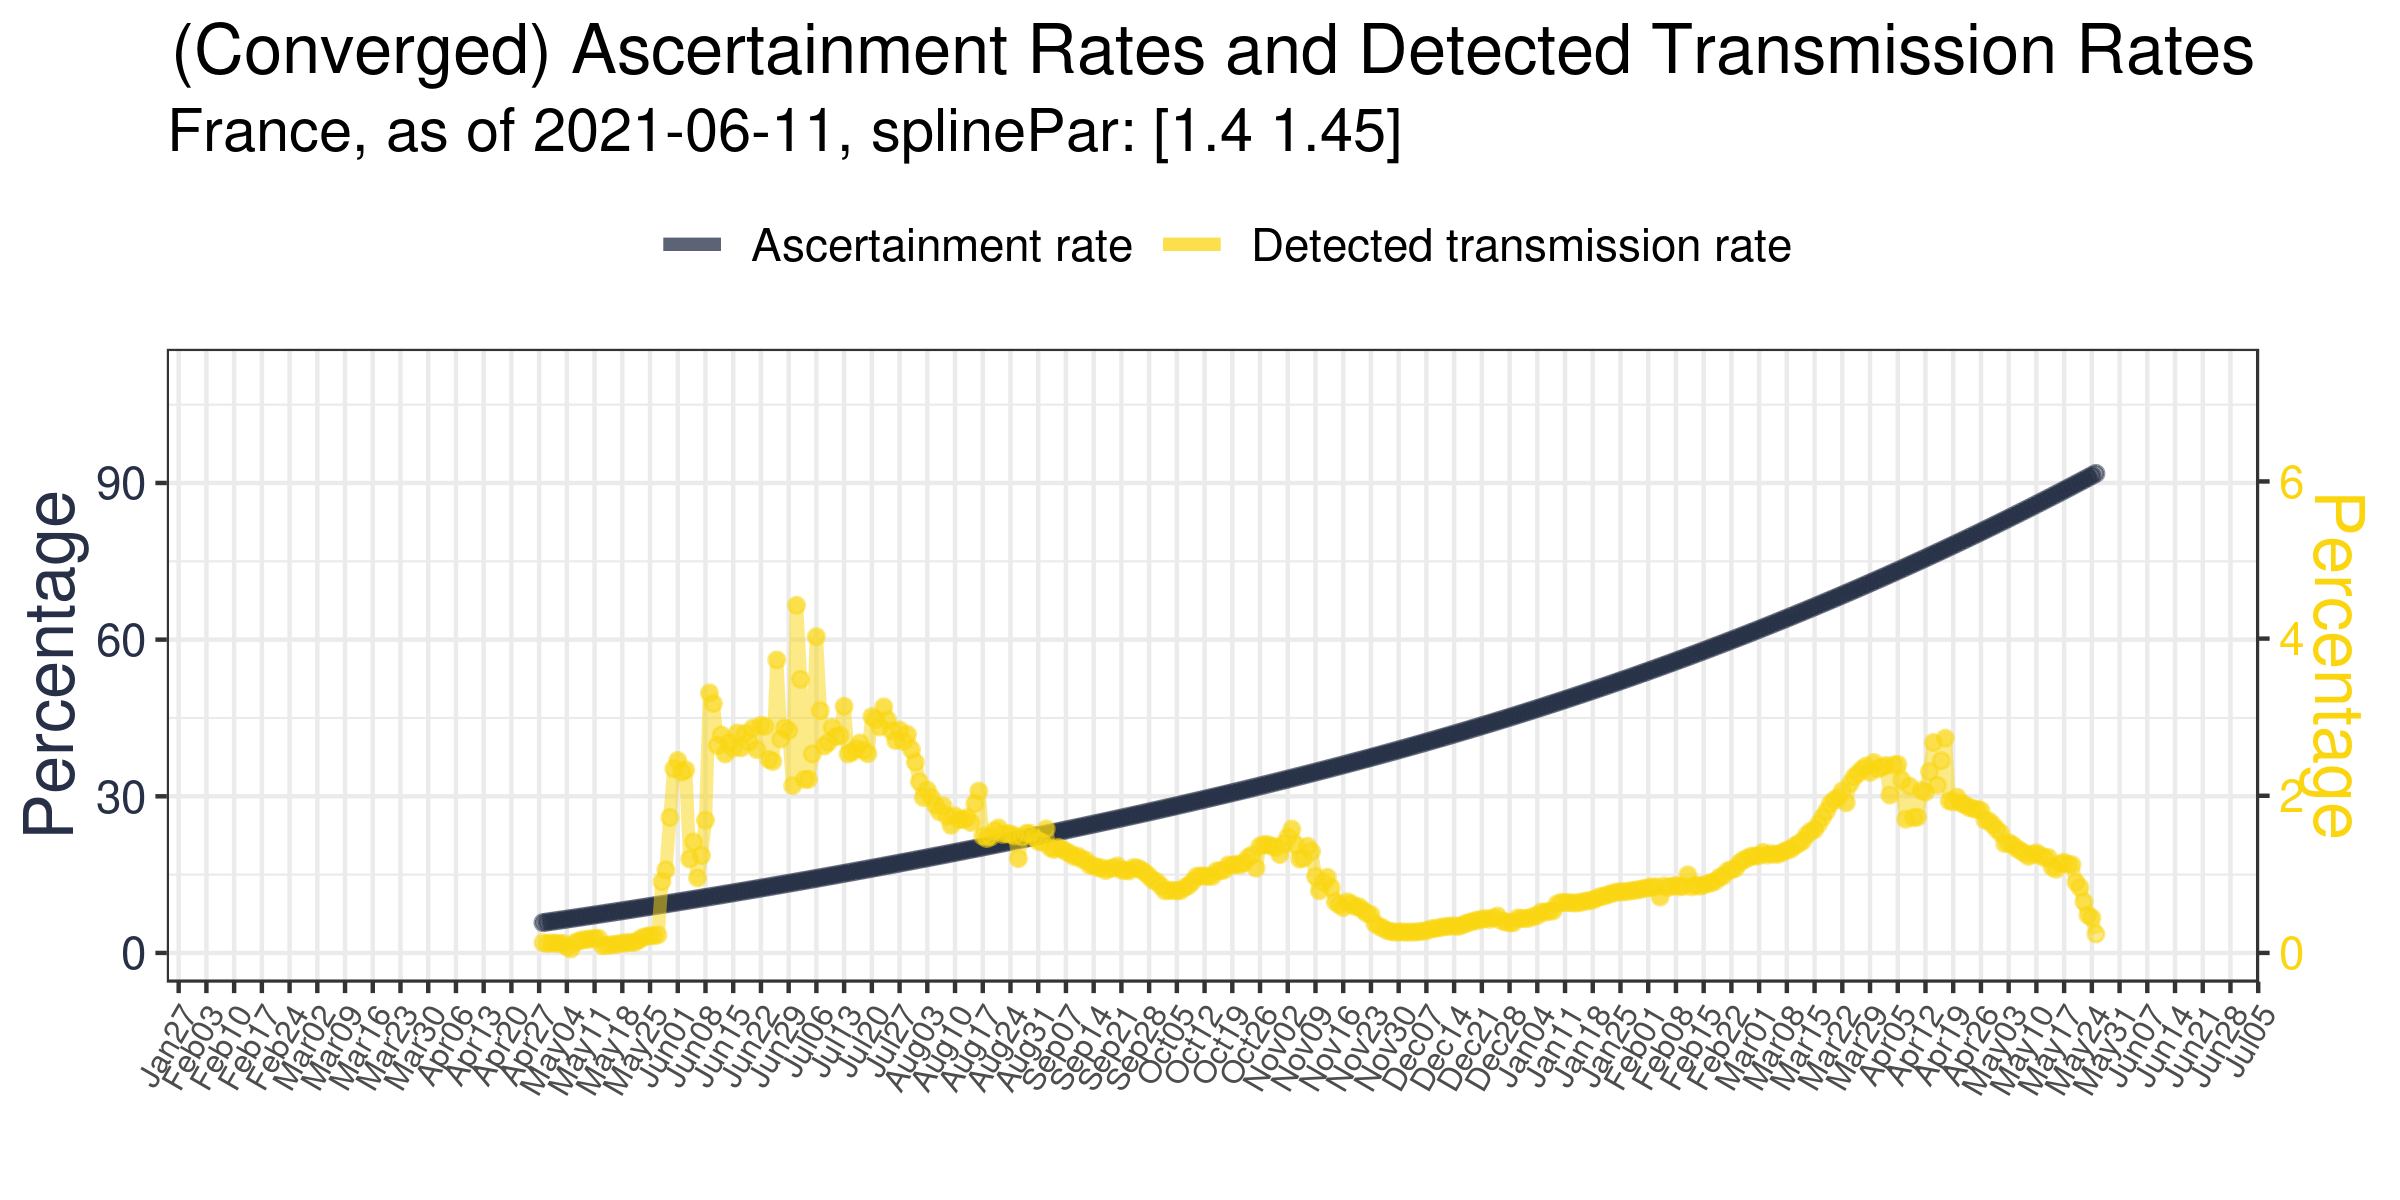 (Converged) Ascertainment Rates and Detected Transmission Rates
France, as of 2021-06-11, splinePar: [1.4 1.45]
Ascertainment rate
Detected transmission rate
Percentage
90
60
30
0
6
4
2
0
Percentage
Jan27
Feb03
Feb10
Feb17
Feb24
Mar02
Mar09
Mar16
Mar23
Mar30
Apr06
Apr13
Apr20
Apr27
May04
May11
May18
May25
Jun01
Jun08
Jun15
Jun22
Jun29
Jul06
Jul13
Jul20
Jul27
Aug03
Aug10
Aug17
Aug24
Aug31
Sep07
Sep14
Sep21
Sep28
Oct05
Oct12
Oct19
Oct26
Nov02
Nov09
Nov16
Nov23
Nov30
Dec07
Dec14
Dec21
Dec28
Jan04
Jan11
Jan18
Jan25
Feb01
Feb08
Feb15
Feb22
Mar01
Mar08
Mar15
Mar22
Mar29
Apr05
Apr12
Apr19
Apr26
May03
May10
May17
May24
May31
Jun07
Jun14
Jun21
Jun28
Jul05